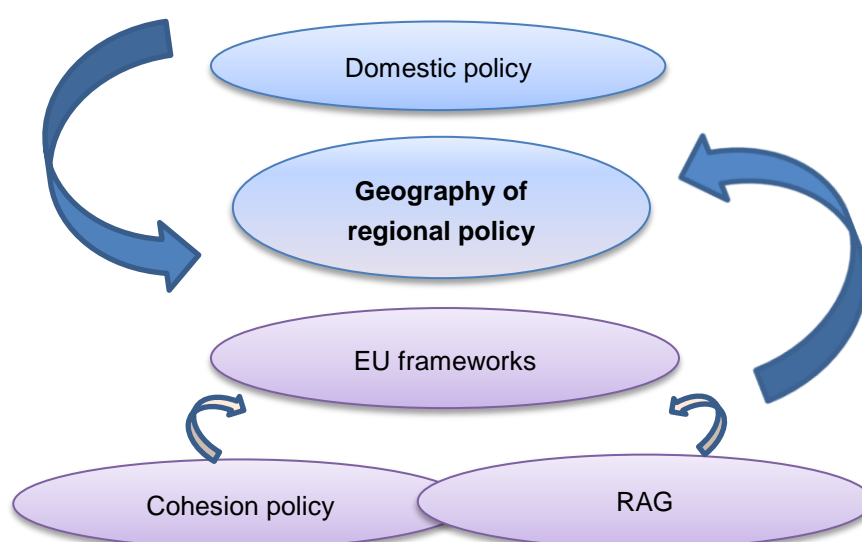 Domestic policy
Geography of
regional policy
EU frameworks
Cohesion policy
RAG